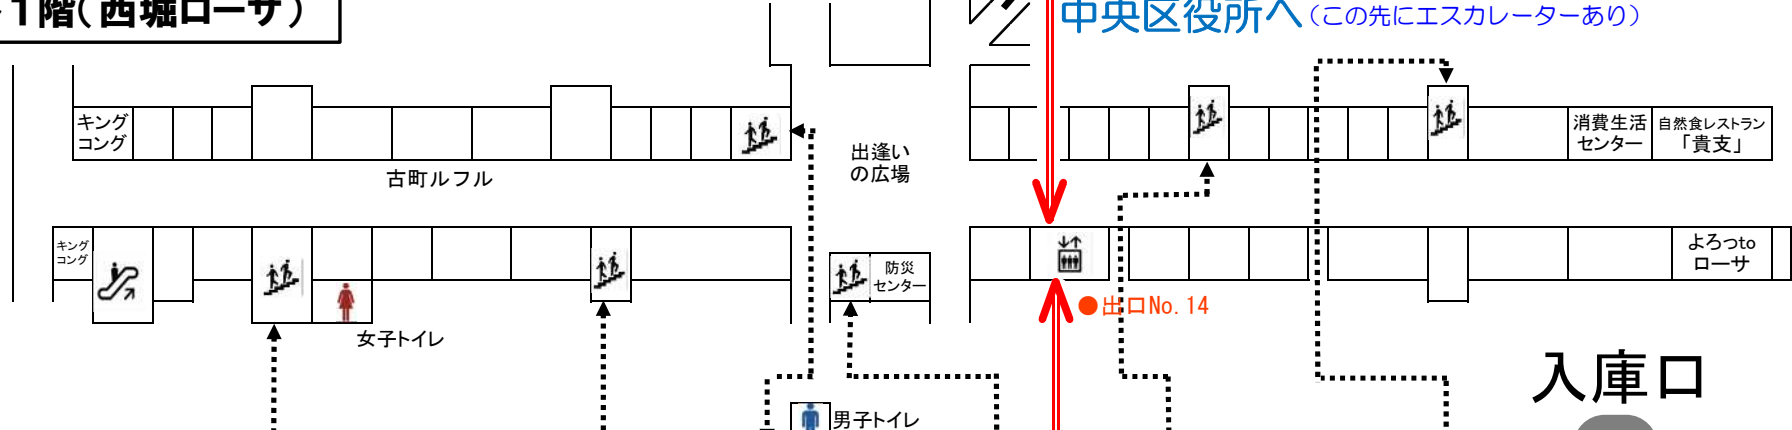 1階(西堀ローサ)
中央区役所へ(この先にエスカレーターあり)
キング
コング
消費生活
センター
自然食レストラン
「貴支」
出逢い
の広場
古町ルフル
キング
コング
防災
センター
よろつto
ローサ
●出口No.14
女子トイレ
入庫口
男子トイレ